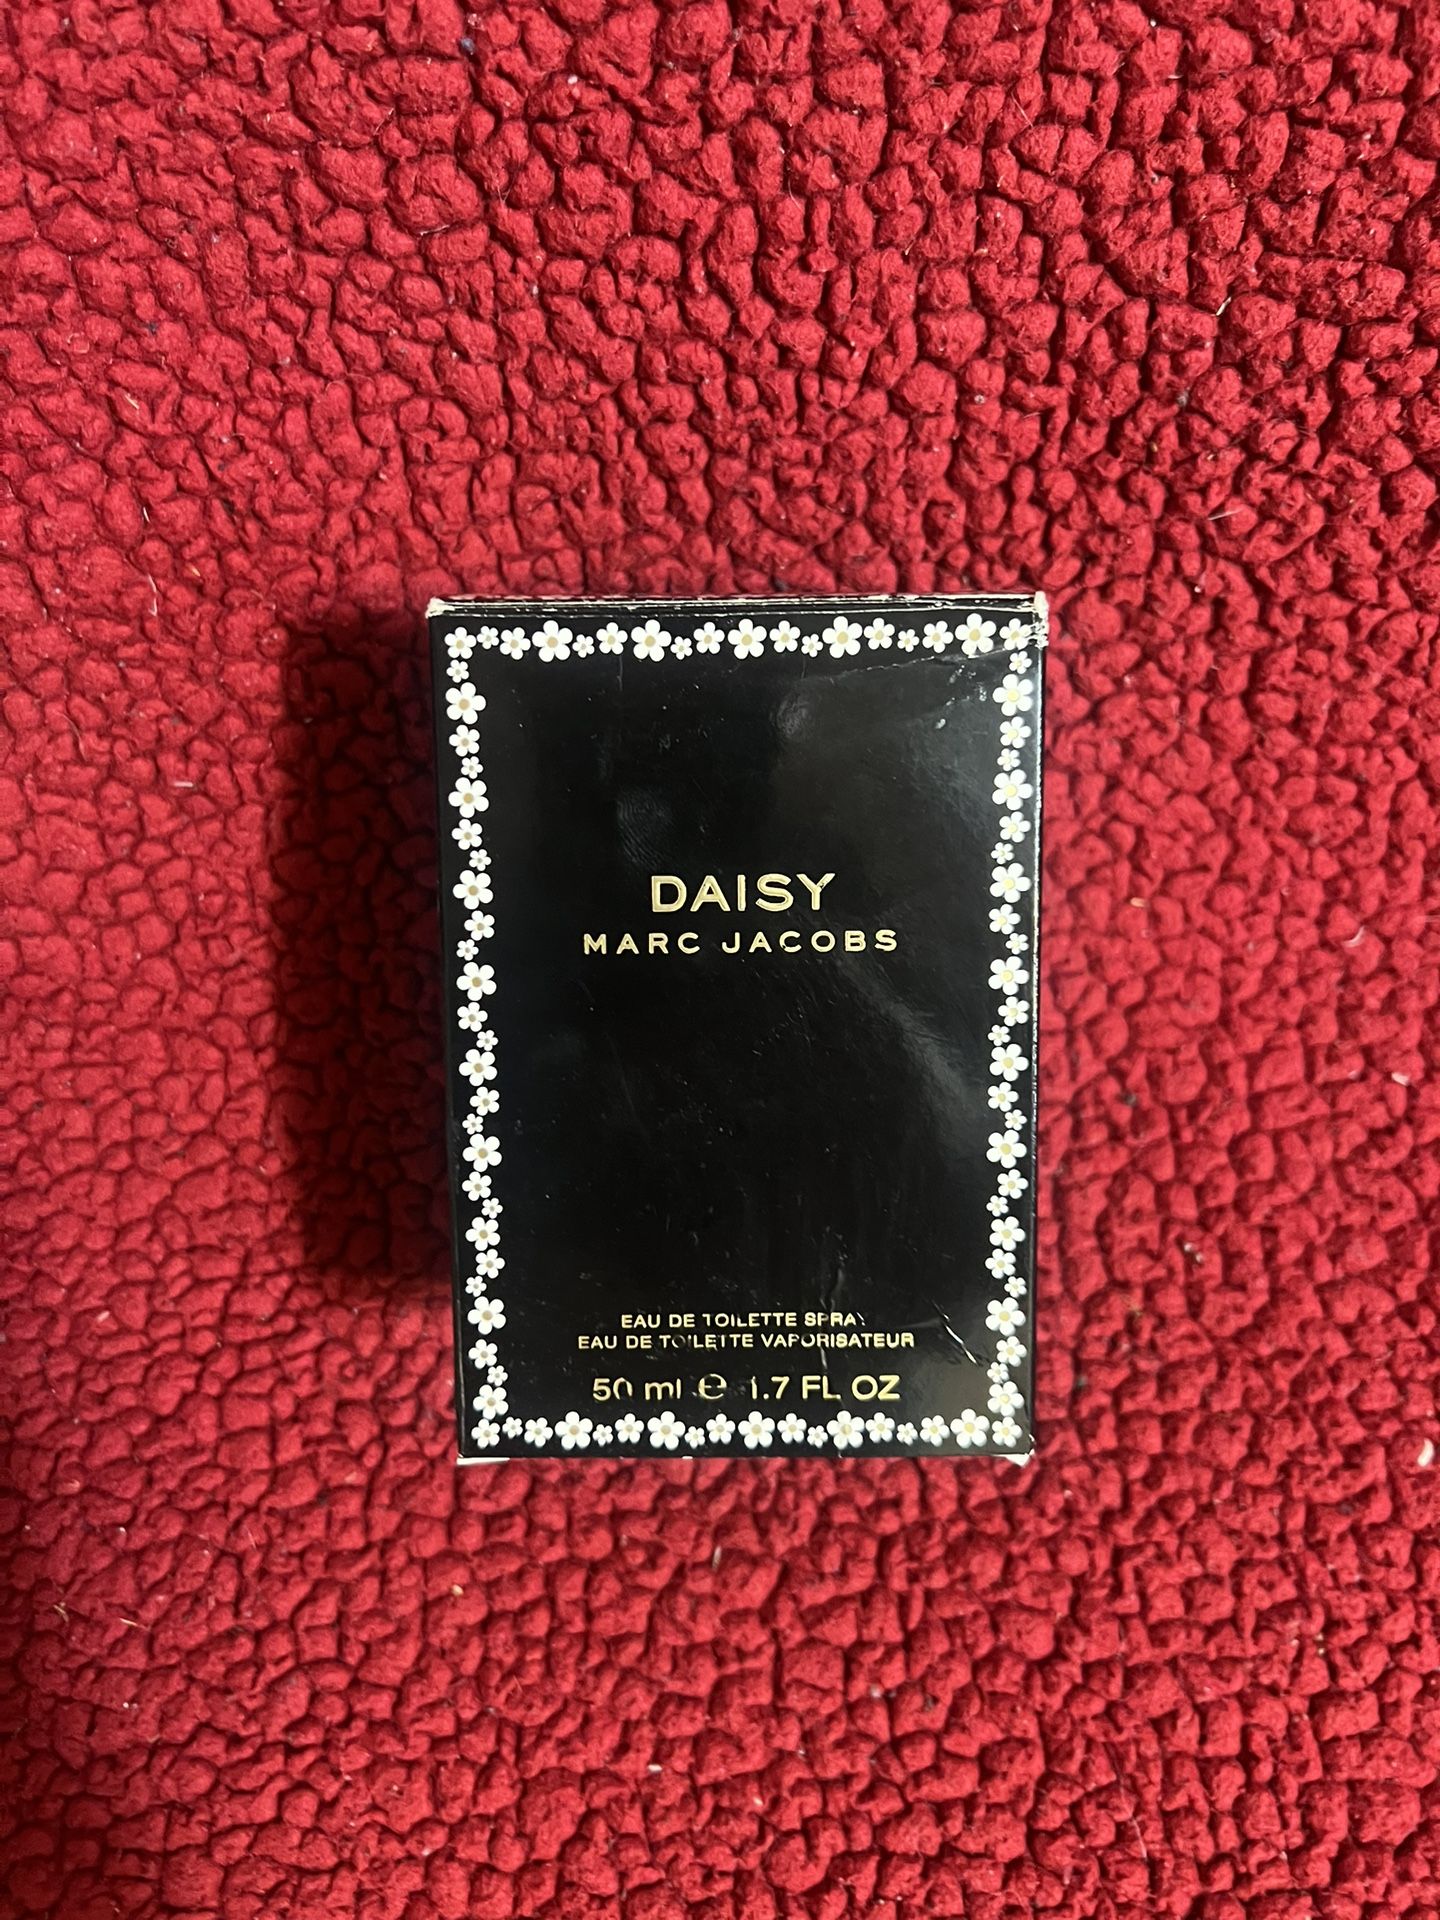 DAISY
MARC JACOBS
EAU DE TOILETTE SPRAY
EAU DE TOILETTE VAPORISATEUR
50 ml ℮ 1.7 FL OZ